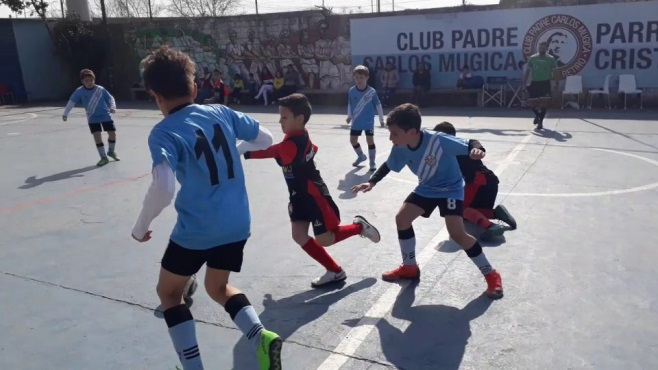 CLUB PADRE
CARLOS MUGICA
PARR
CRIST
11
8